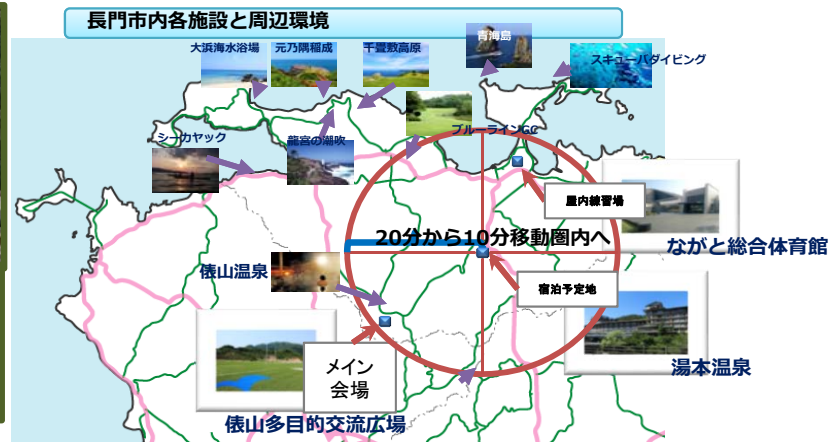 長門市内各施設と周辺環境
大浜海水浴場
元乃隅稲成
千畳敷高原
青海島
スキューバダイビング
シーカヤック
龍宮の潮吹
ブルーラインGC
屋内練習場
ながと総合体育館
20分から10分移動圏内へ
俵山温泉
宿泊予定地
メイン
会場
湯本温泉
俵山多目的交流広場